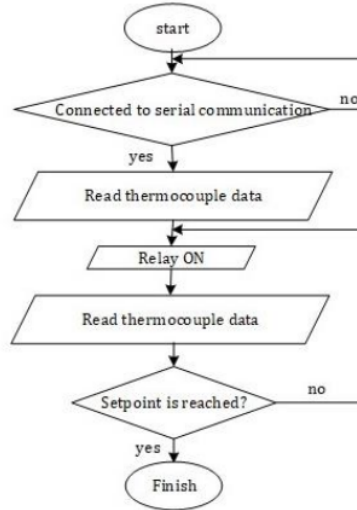 start
Connected to serial communication
no
yes
Read thermocouple data
Relay ON
Read thermocouple data
Setpoint is reached?
no
yes
Finish